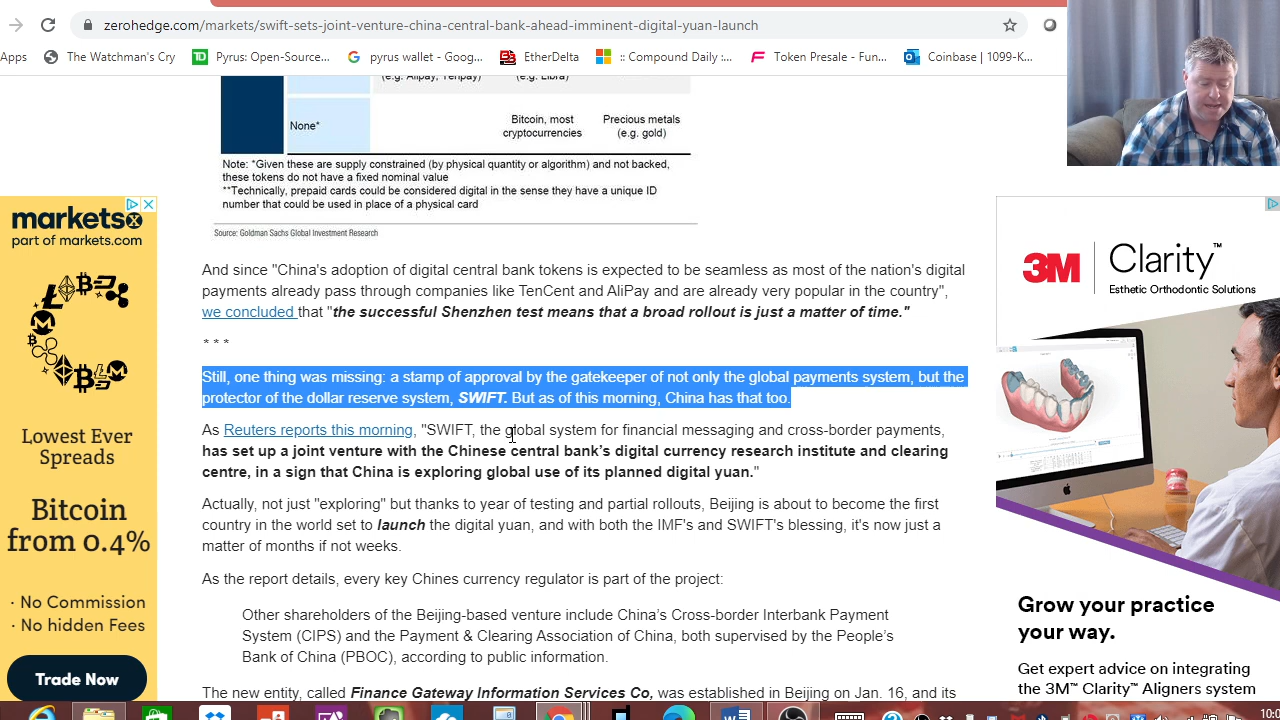 zerohedge.com/markets/swift-sets-joint-venture-china-central-bank-ahead-imminent-digital-yuan-launch
Apps
The Watchman's Cry
Pyrus: Open-Source...
pyrus wallet - Goog...
EtherDelta
:: Compound Daily :...
Token Presale - Fun...
Coinbase | 1099-K...
(e.g. Alipay, Tenpay)
(e.g. Libra)
None*
Bitcoin, most
cryptocurrencies
Precious metals
(e.g. gold)
Note: *Given these are supply constrained (by physical quantity or algorithm) and not backed,
these tokens do not have a fixed nominal value
**Technically, prepaid cards could be considered digital in the sense they have a unique ID
number that could be used in place of a physical card
Source: Goldman Sachs Global Investment Research
And since "China's adoption of digital central bank tokens is expected to be seamless as most of the nation's digital
payments already pass through companies like TenCent and AliPay and are already very popular in the country",
we concluded that "the successful Shenzhen test means that a broad rollout is just a matter of time."
* * *
Still, one thing was missing: a stamp of approval by the gatekeeper of not only the global payments system, but the
protector of the dollar reserve system, SWIFT. But as of this morning, China has that too.
As Reuters reports this morning, "SWIFT, the global system for financial messaging and cross-border payments,
has set up a joint venture with the Chinese central bank's digital currency research institute and clearing
centre, in a sign that China is exploring global use of its planned digital yuan."
Actually, not just "exploring" but thanks to year of testing and partial rollouts, Beijing is about to become the first
country in the world set to launch the digital yuan, and with both the IMF's and SWIFT's blessing, it's now just a
matter of months if not weeks.
As the report details, every key Chines currency regulator is part of the project:
Other shareholders of the Beijing-based venture include China's Cross-border Interbank Payment
System (CIPS) and the Payment & Clearing Association of China, both supervised by the People's
Bank of China (PBOC), according to public information.
The new entity, called Finance Gateway Information Services Co, was established in Beijing on Jan. 16, and its
markets x
part of markets.com
Lowest Ever
Spreads
Bitcoin
from 0.4%
· No Commission
· No hidden Fees
Trade Now
3M Clarity™
Esthetic Orthodontic Solutions
Grow your practice
your way.
Get expert advice on integrating
the 3M™ Clarity™ Aligners system
10:0